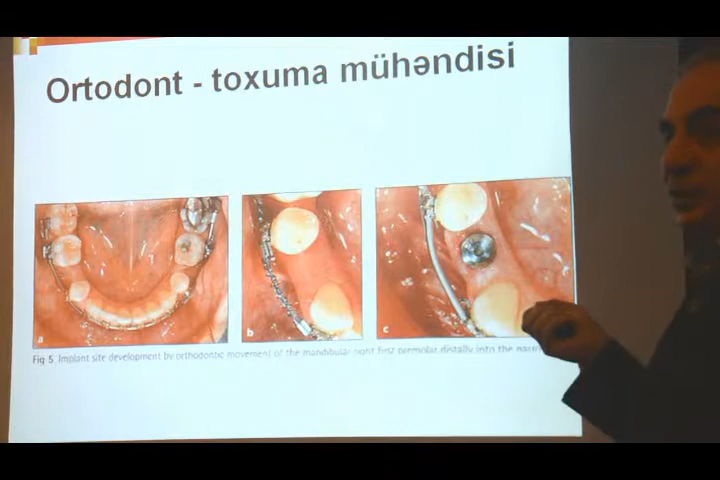 Ortodont - toxuma mühəndisi
a
b
c
Fig 5 Implant site development by orthodontic movement of the mandibular right first premolar distally into the